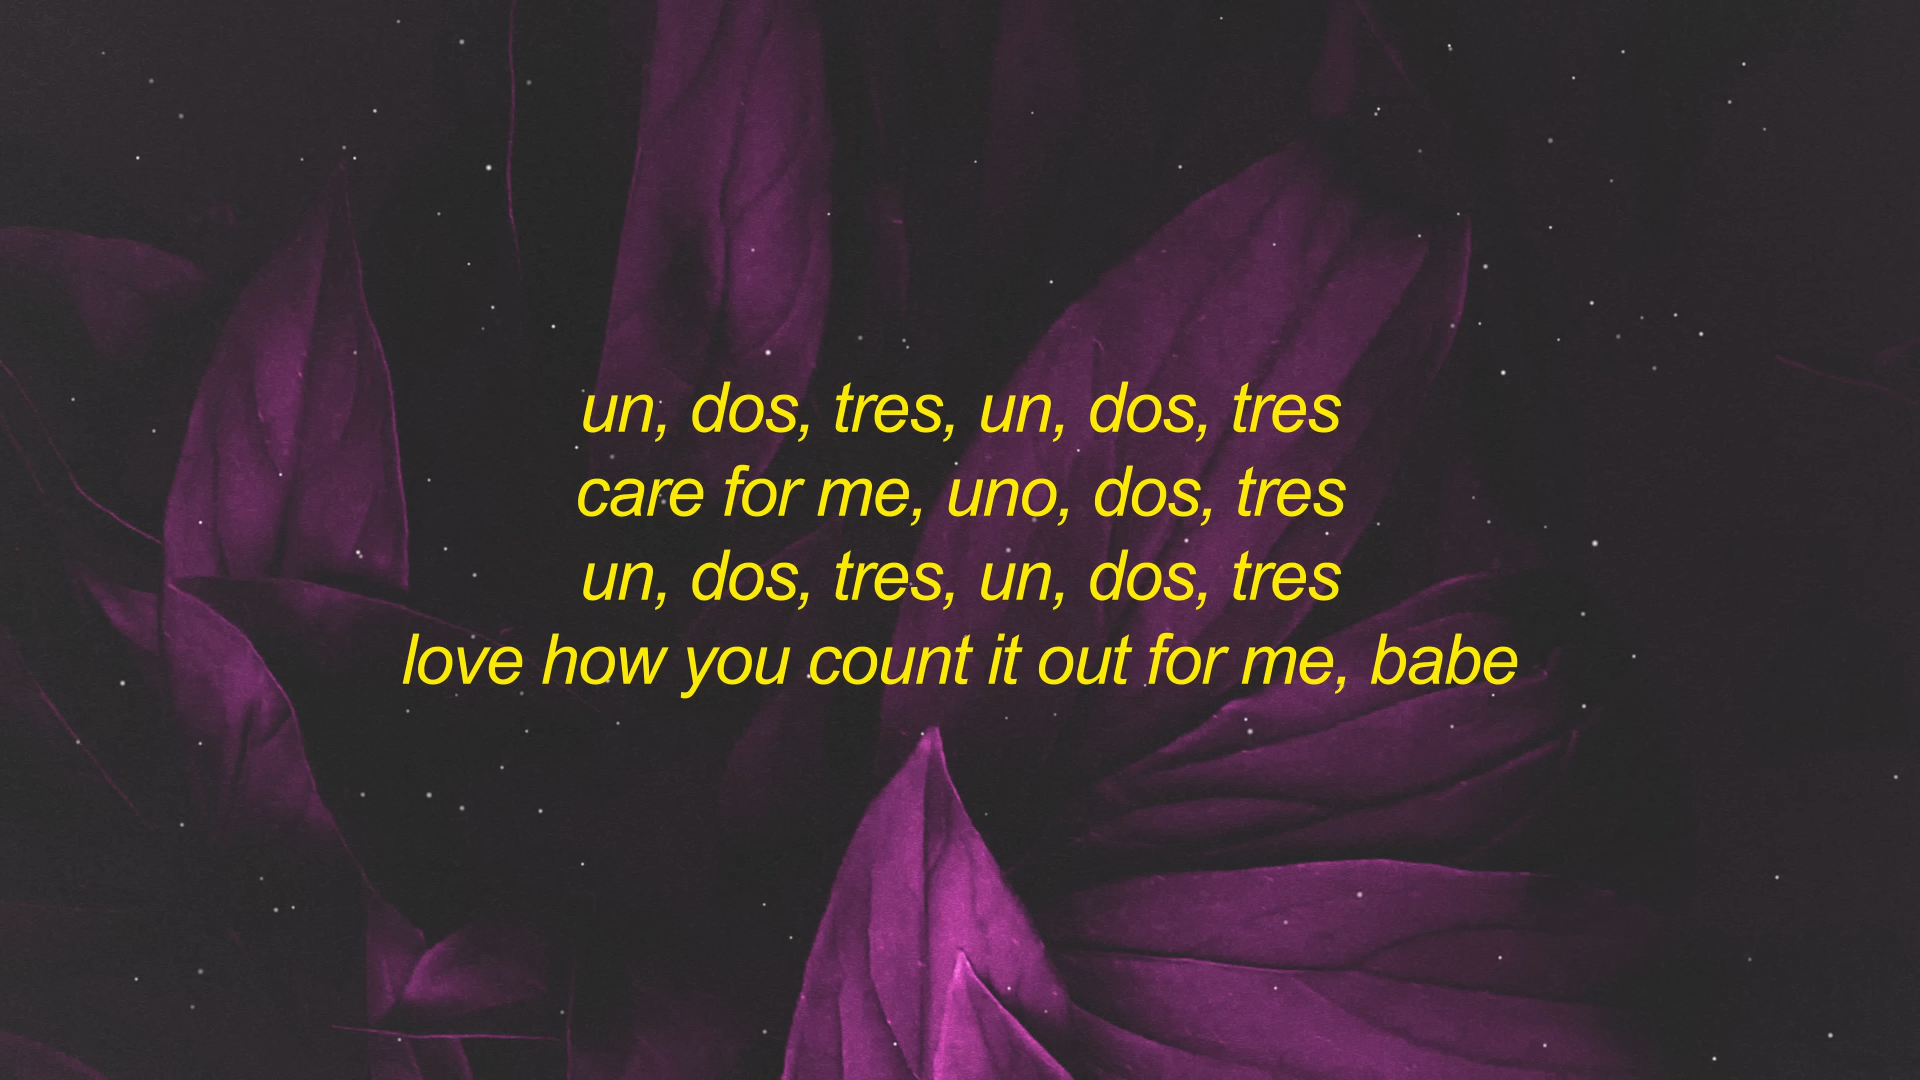 un, dos, tres, un, dos, tres
care for me, uno, dos, tres
un, dos, tres, un, dos, tres
love how you count it out for me, babe